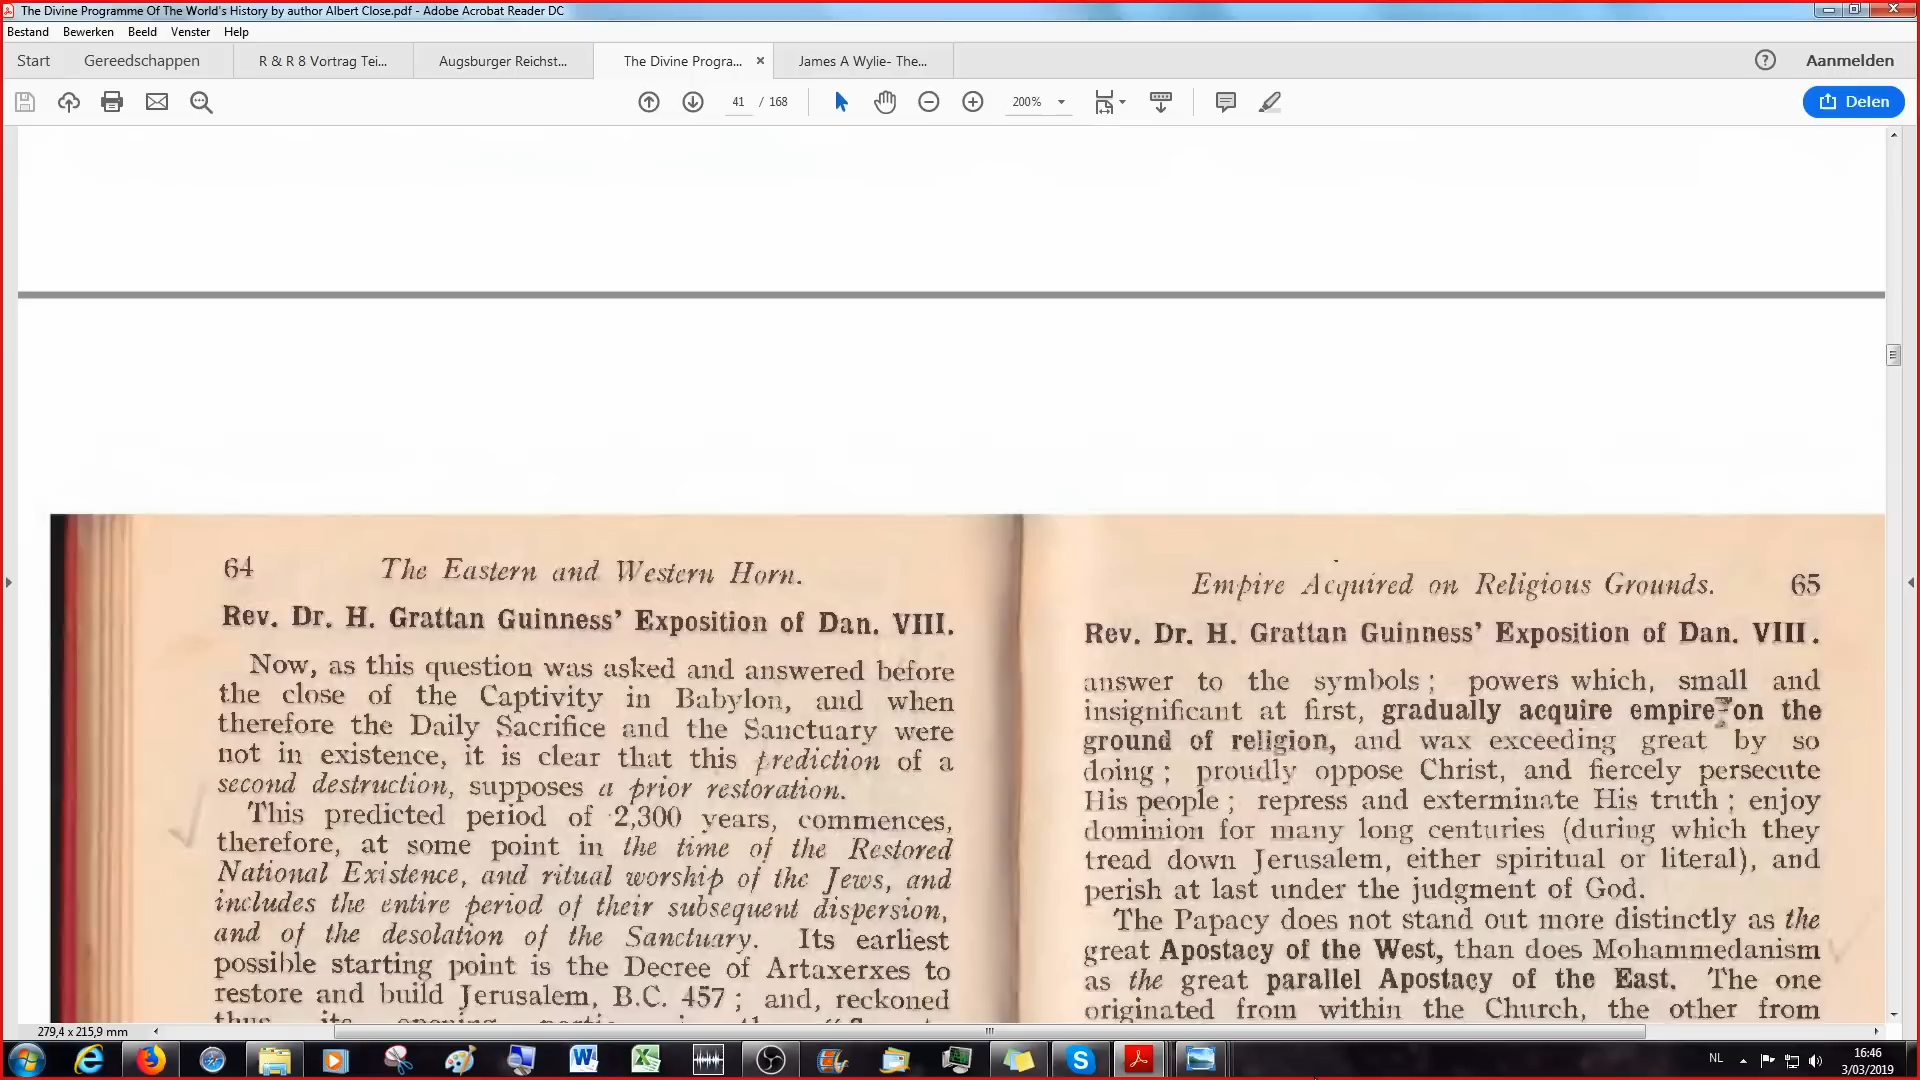 The Divine Programme Of The World's History by author Albert Close.pdf - Adobe Acrobat Reader DC
Bestand Bewerken Beeld Venster Help
Start Gereedschappen R & R 8 Vortrag Tei... Augsburger Reichst... The Divine Progra... James A Wylie- The... Aanmelden
41 / 168 200% Delen
64 The Eastern and Western Horn.
Rev. Dr. H. Grattan Guinness' Exposition of Dan. VIII.
Now, as this question was asked and answered before
the close of the Captivity in Babylon, and when
therefore the Daily Sacrifice and the Sanctuary were
not in existence, it is clear that this prediction of a
second destruction, supposes a prior restoration.
This predicted period of 2,300 years, commences,
therefore, at some point in the time of the Restored
National Existence, and ritual worship of the Jews, and
includes the entire period of their subsequent dispersion,
and of the desolation of the Sanctuary. Its earliest
possible starting point is the Decree of Artaxerxes to
restore and build Jerusalem, B.C. 457 ; and, reckoned
Empire Acquired on Religious Grounds. 65
Rev. Dr. H. Grattan Guinness' Exposition of Dan. VIII.
answer to the symbols ; powers which, small and
insignificant at first, gradually acquire empire on the
ground of religion, and wax exceeding great by so
doing ; proudly oppose Christ, and fiercely persecute
His people ; repress and exterminate His truth ; enjoy
dominion for many long centuries (during which they
tread down Jerusalem, either spiritual or literal), and
perish at last under the judgment of God.
The Papacy does not stand out more distinctly as the
great Apostacy of the West, than does Mohammedanism
as the great parallel Apostacy of the East. The one
originated from within the Church, the other from
279,4 x 215,9 mm
NL 16:46
3/03/2019